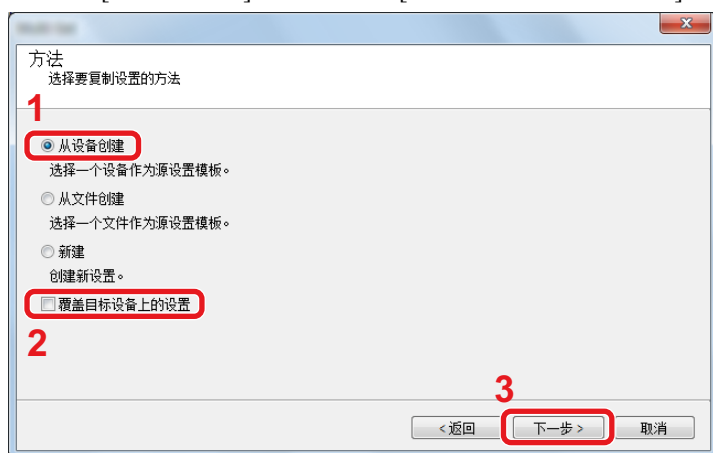 方法
选择要复制设置的方法
1
从设备创建
选择一个设备作为源设置模板。
从文件创建
选择一个文件作为源设置模板。
新建
创建新设置。
覆盖目标设备上的设置
2
3
<返回 下一步> 取消